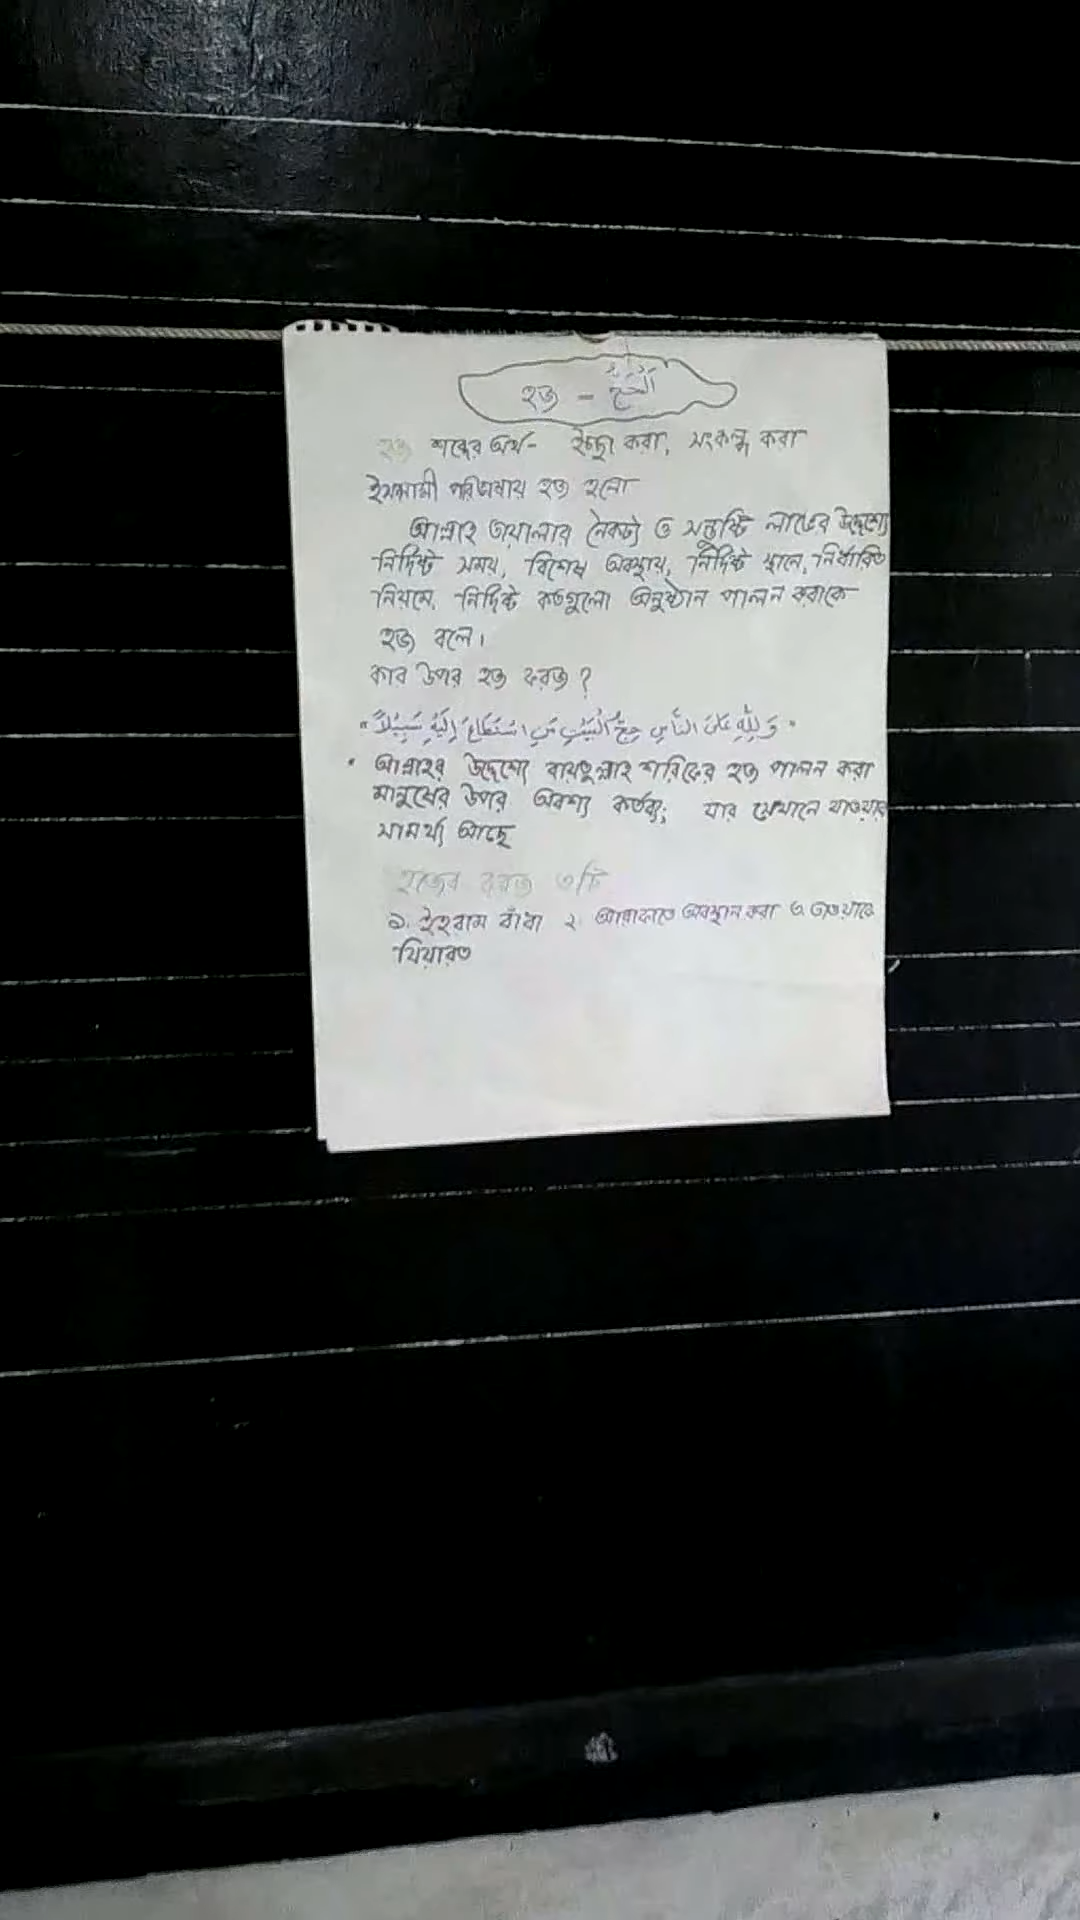 হজ - اَلْحَجُّ
হজ শব্দের অর্থ- ইচ্ছা করা, সংকল্প করা
ইসলামী পরিভাষায় হজ হলো
আল্লাহ তায়ালার নৈকট্য ও সন্তুষ্টি লাভের উদ্দেশ্যে
নির্দিষ্ট সময়, বিশেষ অবস্থায়, নির্দিষ্ট স্থানে, নির্ধারিত
নিয়মে, নির্দিষ্ট কতগুলো অনুষ্ঠান পালন করাকে
হজ বলে।
কার উপর হজ ফরজ ?
" وَلِلّٰهِ عَلَى النَّاسِ حِجُّ الْبَيْتِ مَنِ اسْتَطَاعَ اِلَيْهِ سَبِيْلًا "
• আল্লাহর উদ্দেশ্যে বায়তুল্লাহ শরিফের হজ পালন করা
মানুষের উপর অবশ্য কর্তব্য; যার সেখানে যাওয়ার
সামর্থ্য আছে
হজের ফরজ ৩টি
১. ইহরাম বাঁধা ২. আরাফাতে অবস্থান করা ৩. তাওয়াফে
যিয়ারত